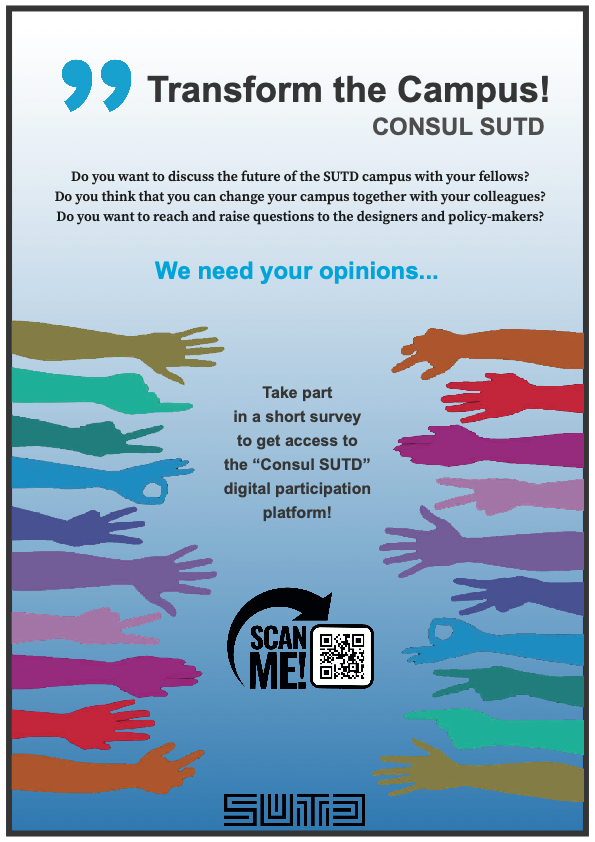 Transform the Campus!
CONSUL SUTD
Do you want to discuss the future of the SUTD campus with your fellows?
Do you think that you can change your campus together with your colleagues?
Do you want to reach and raise questions to the designers and policy-makers?
We need your opinions...
Take part
in a short survey
to get access to
the “Consul SUTD”
digital participation
platform!
SCAN
ME!
SUTD